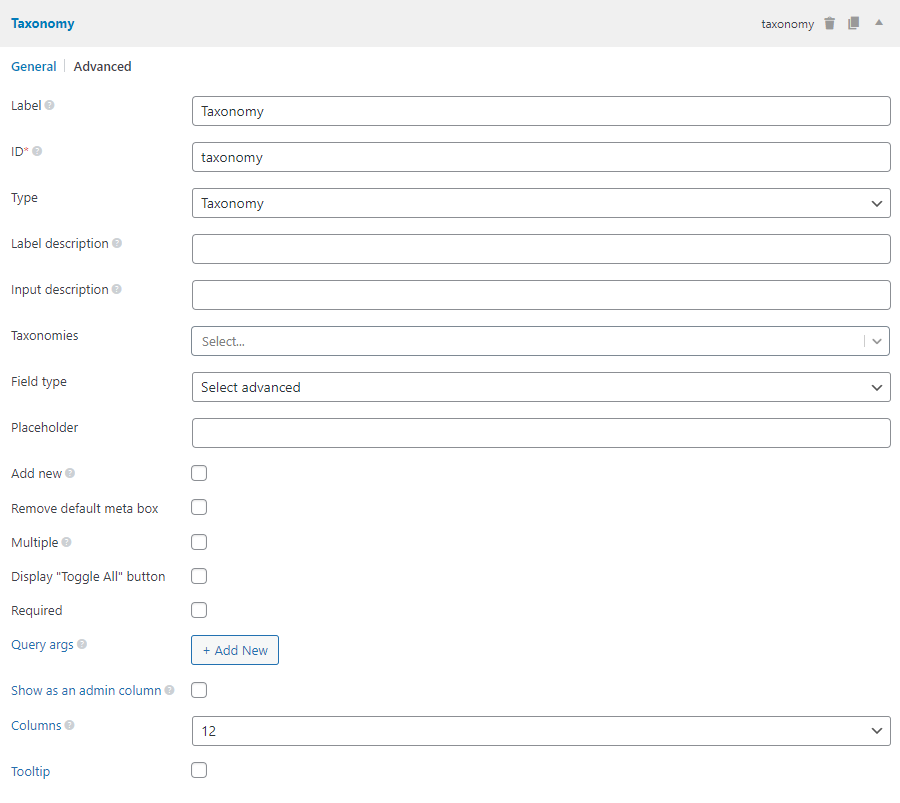 Taxonomy
taxonomy
General
Advanced
Label ?
Taxonomy
ID* ?
taxonomy
Type
Taxonomy
Label description ?
Input description ?
Taxonomies
Select...
Field type
Select advanced
Placeholder
Add new ?
Remove default meta box
Multiple ?
Display "Toggle All" button
Required
Query args ?
+ Add New
Show as an admin column ?
Columns ?
12
Tooltip